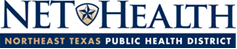 NET HEALTH
NORTHEAST TEXAS PUBLIC HEALTH DISTRICT